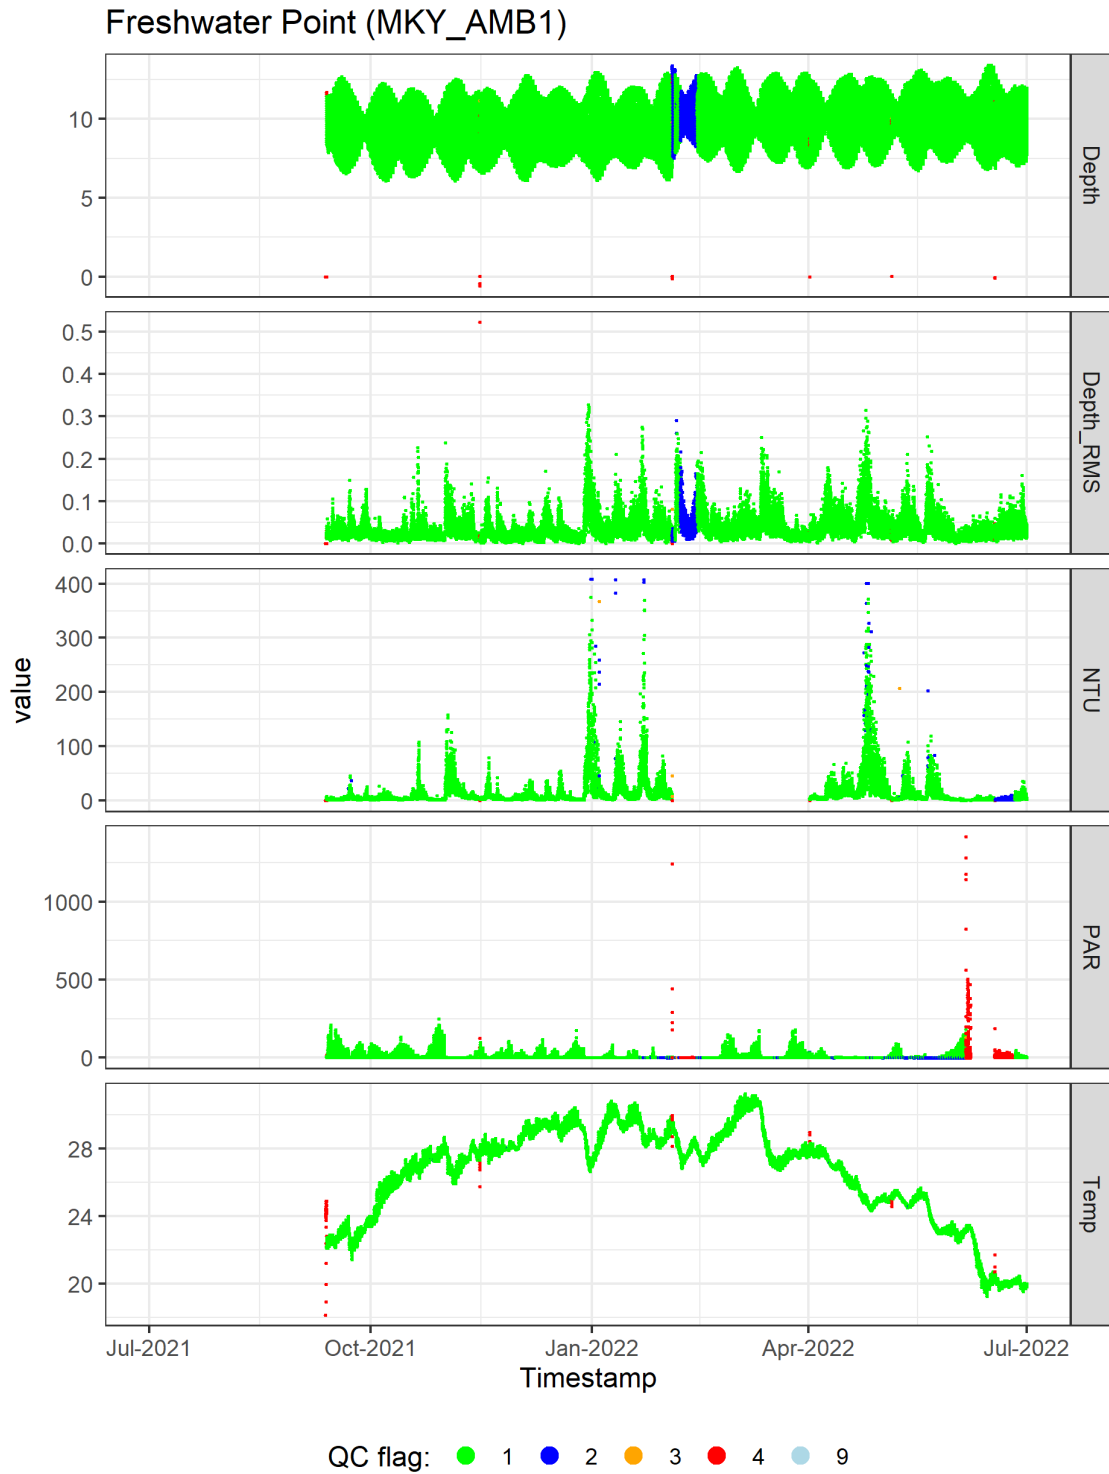 Freshwater Point (MKY_AMB1)
10
5
0
Depth
0.5
0.4
0.3
0.2
0.1
0.0
Depth_RMS
400
300
200
100
0
NTU
value
1000
500
0
PAR
28
24
20
Temp
Jul-2021 Oct-2021 Jan-2022 Apr-2022 Jul-2022
Timestamp
QC flag: 1 2 3 4 9